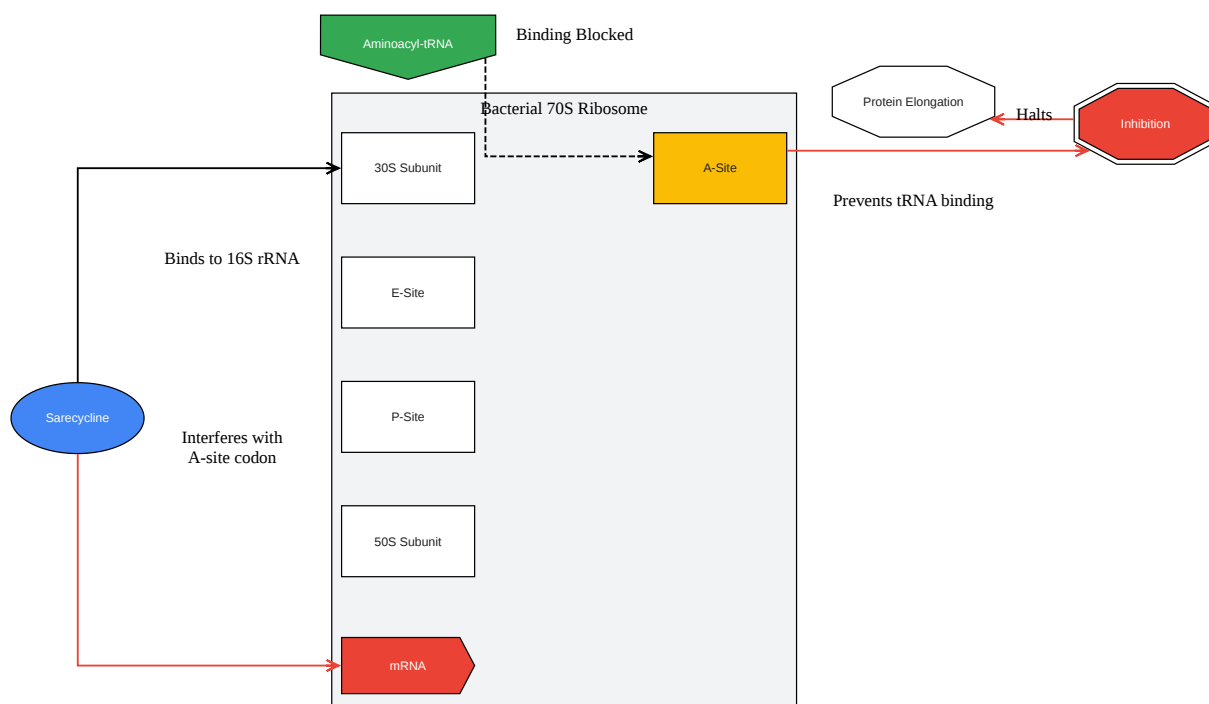 Aminoacyl-tRNA
Binding Blocked
Bacterial 70S Ribosome
Protein Elongation
Halts
Inhibition
30S Subunit
A-Site
Prevents tRNA binding
Binds to 16S rRNA
E-Site
Sarecycline
P-Site
Interferes with
A-site codon
50S Subunit
mRNA